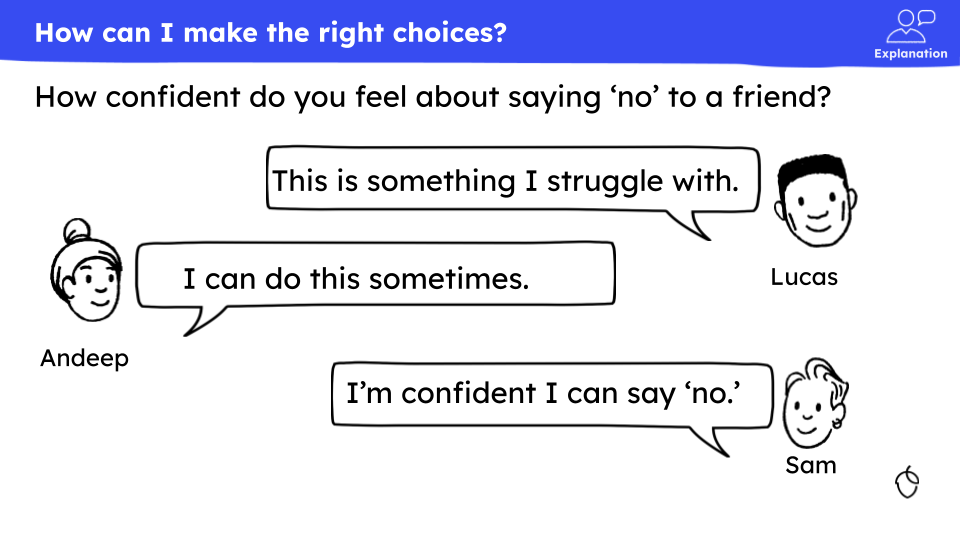 How can I make the right choices?
Explanation
How confident do you feel about saying ‘no’ to a friend?
This is something I struggle with.
Lucas
I can do this sometimes.
Andeep
I’m confident I can say ‘no.’
Sam